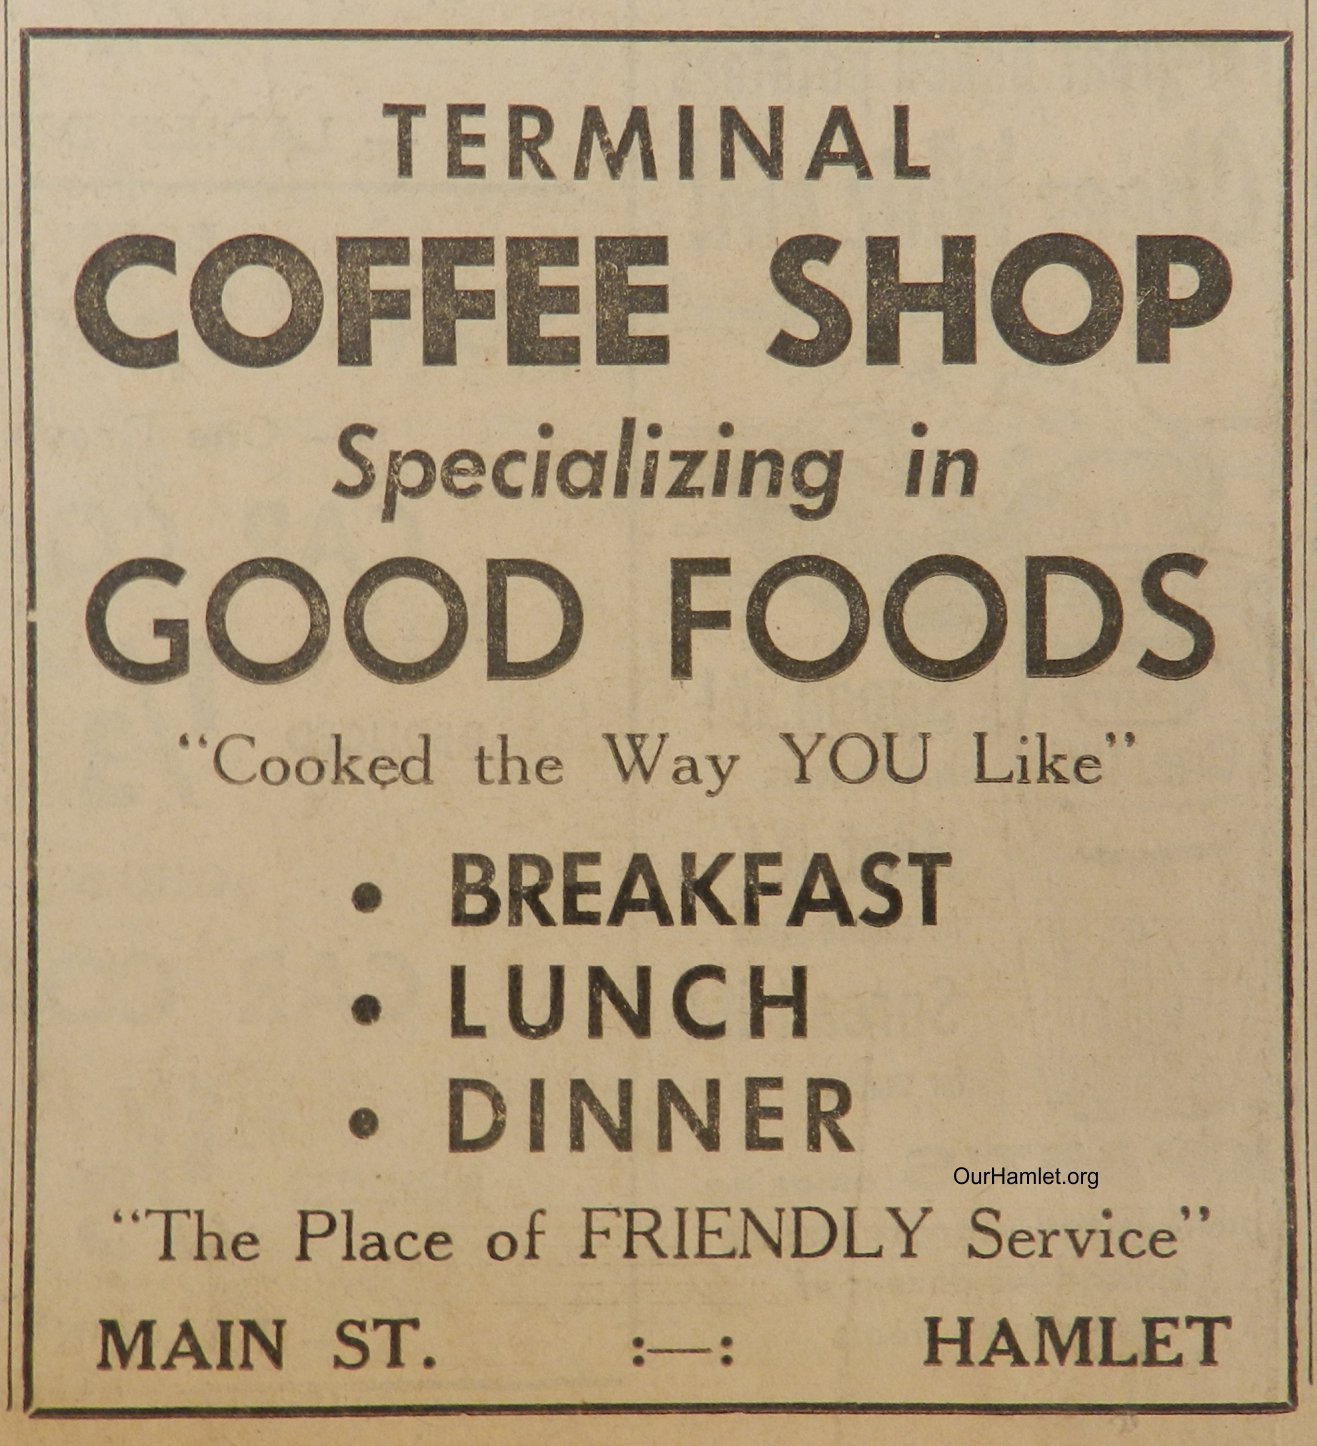 TERMINAL
COFFEE SHOP
Specializing in
GOOD FOODS
“Cooked the Way YOU Like”
• BREAKFAST
• LUNCH
• DINNER
OurHamlet.org
“The Place of FRIENDLY Service”
MAIN ST. :—: HAMLET